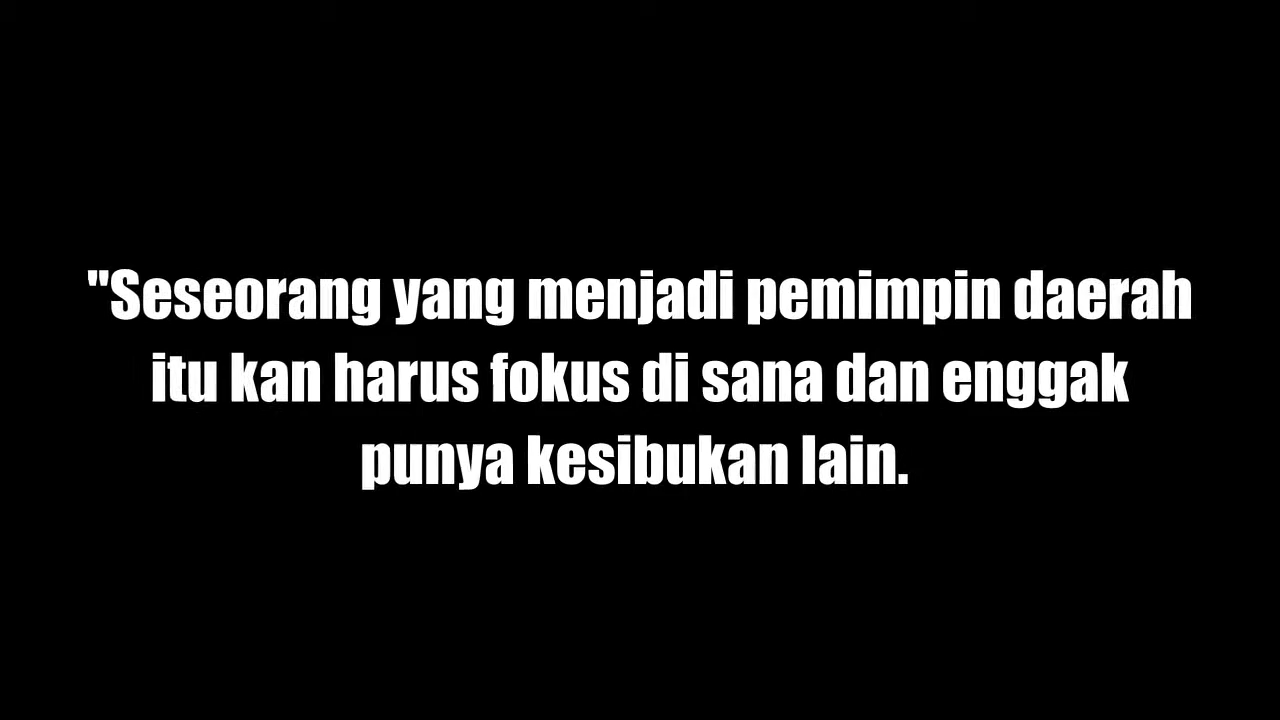 "Seseorang yang menjadi pemimpin daerah
itu kan harus fokus di sana dan enggak
punya kesibukan lain.